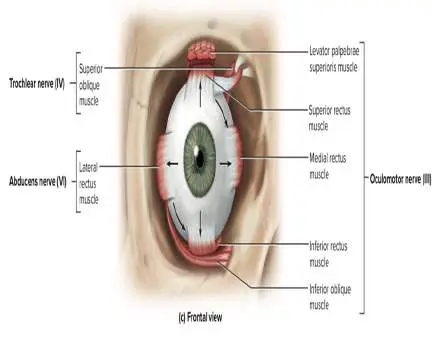 Trochlear nerve (IV)
Superior
oblique
muscle
Abducens nerve (VI)
Lateral
rectus
muscle
Levator palpebrae
superioris muscle
Superior rectus
muscle
Medial rectus
muscle
Inferior rectus
muscle
Inferior oblique
muscle
Oculomotor nerve (III)
(c) Frontal view